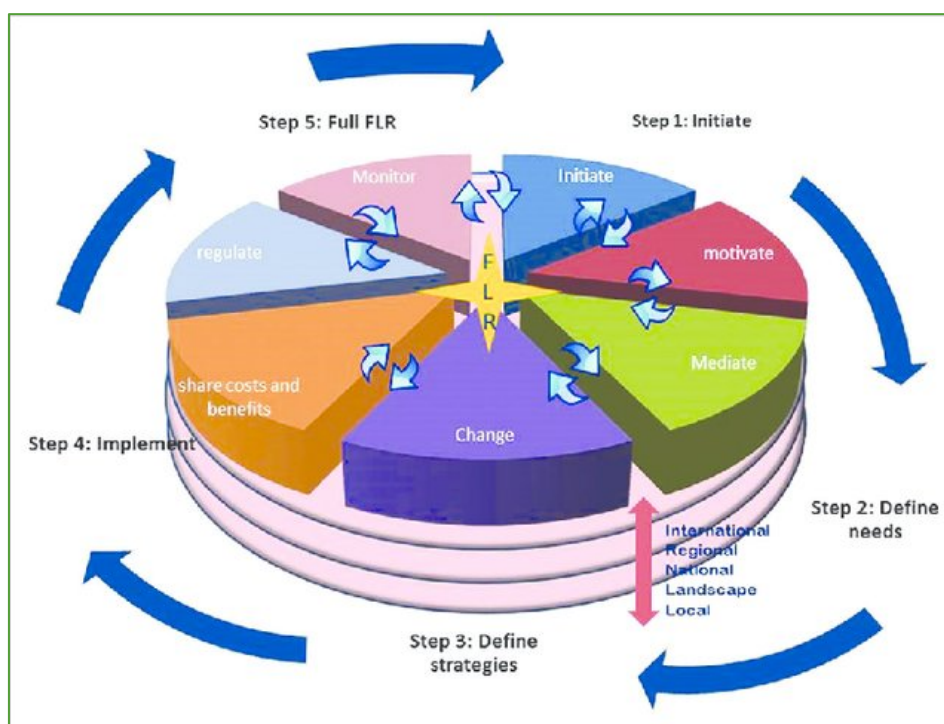 Step 5: Full FLR
Step 1: Initiate
Monitor
Initiate
regulate
motivate
F
L
R
Mediate
share costs and
benefits
Change
Step 4: Implement
Step 2: Define
needs
International
Regional
National
Landscape
Local
Step 3: Define
strategies